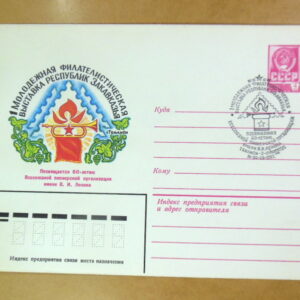 I МОЛОДЕЖНАЯ ФИЛАТЕЛИСТИЧЕСКАЯ
ВЫСТАВКА РЕСПУБЛИК ЗАКАВКАЗЬЯ
«Тбилиси»
Посвящается 60-летию
Всесоюзной пионерской организации
имени В. И. Ленина
Индекс предприятия связи места назначения
СССР
Куда
Кому
Индекс предприятия связи
и адрес отправителя